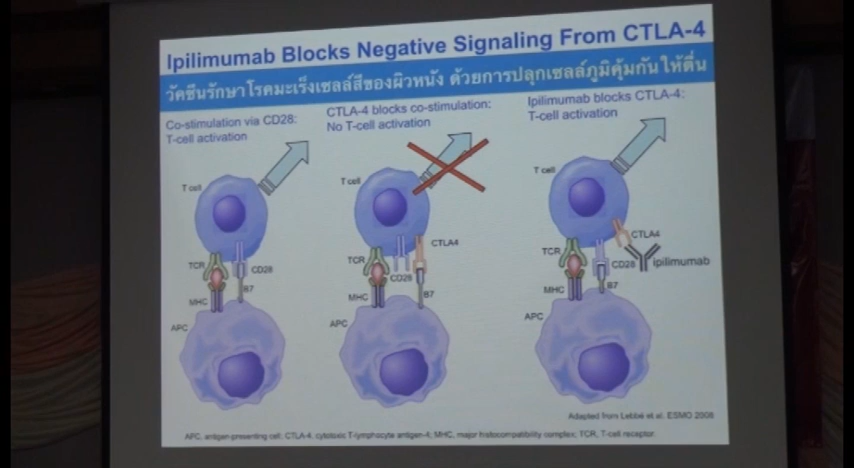 Ipilimumab Blocks Negative Signaling From CTLA-4
วัคซีนรักษาโรคมะเร็งเซลล์สีของผิวหนัง ด้วยการปลุกเซลล์ภูมิคุ้มกันให้ตื่น
Co-stimulation via CD28:
T-cell activation
CTLA-4 blocks co-stimulation:
No T-cell activation
Ipilimumab blocks CTLA-4:
T-cell activation
T cell
TCR
CD28
MHC
B7
APC
T cell
CTLA4
TCR
CD28
MHC
B7
APC
T cell
CTLA4
TCR
CD28
ipilimumab
MHC
B7
APC
Adapted from Lebbé et al. ESMO 2008
APC, antigen-presenting cell; CTLA-4, cytotoxic T-lymphocyte antigen-4; MHC, major histocompatibility complex; TCR, T-cell receptor.